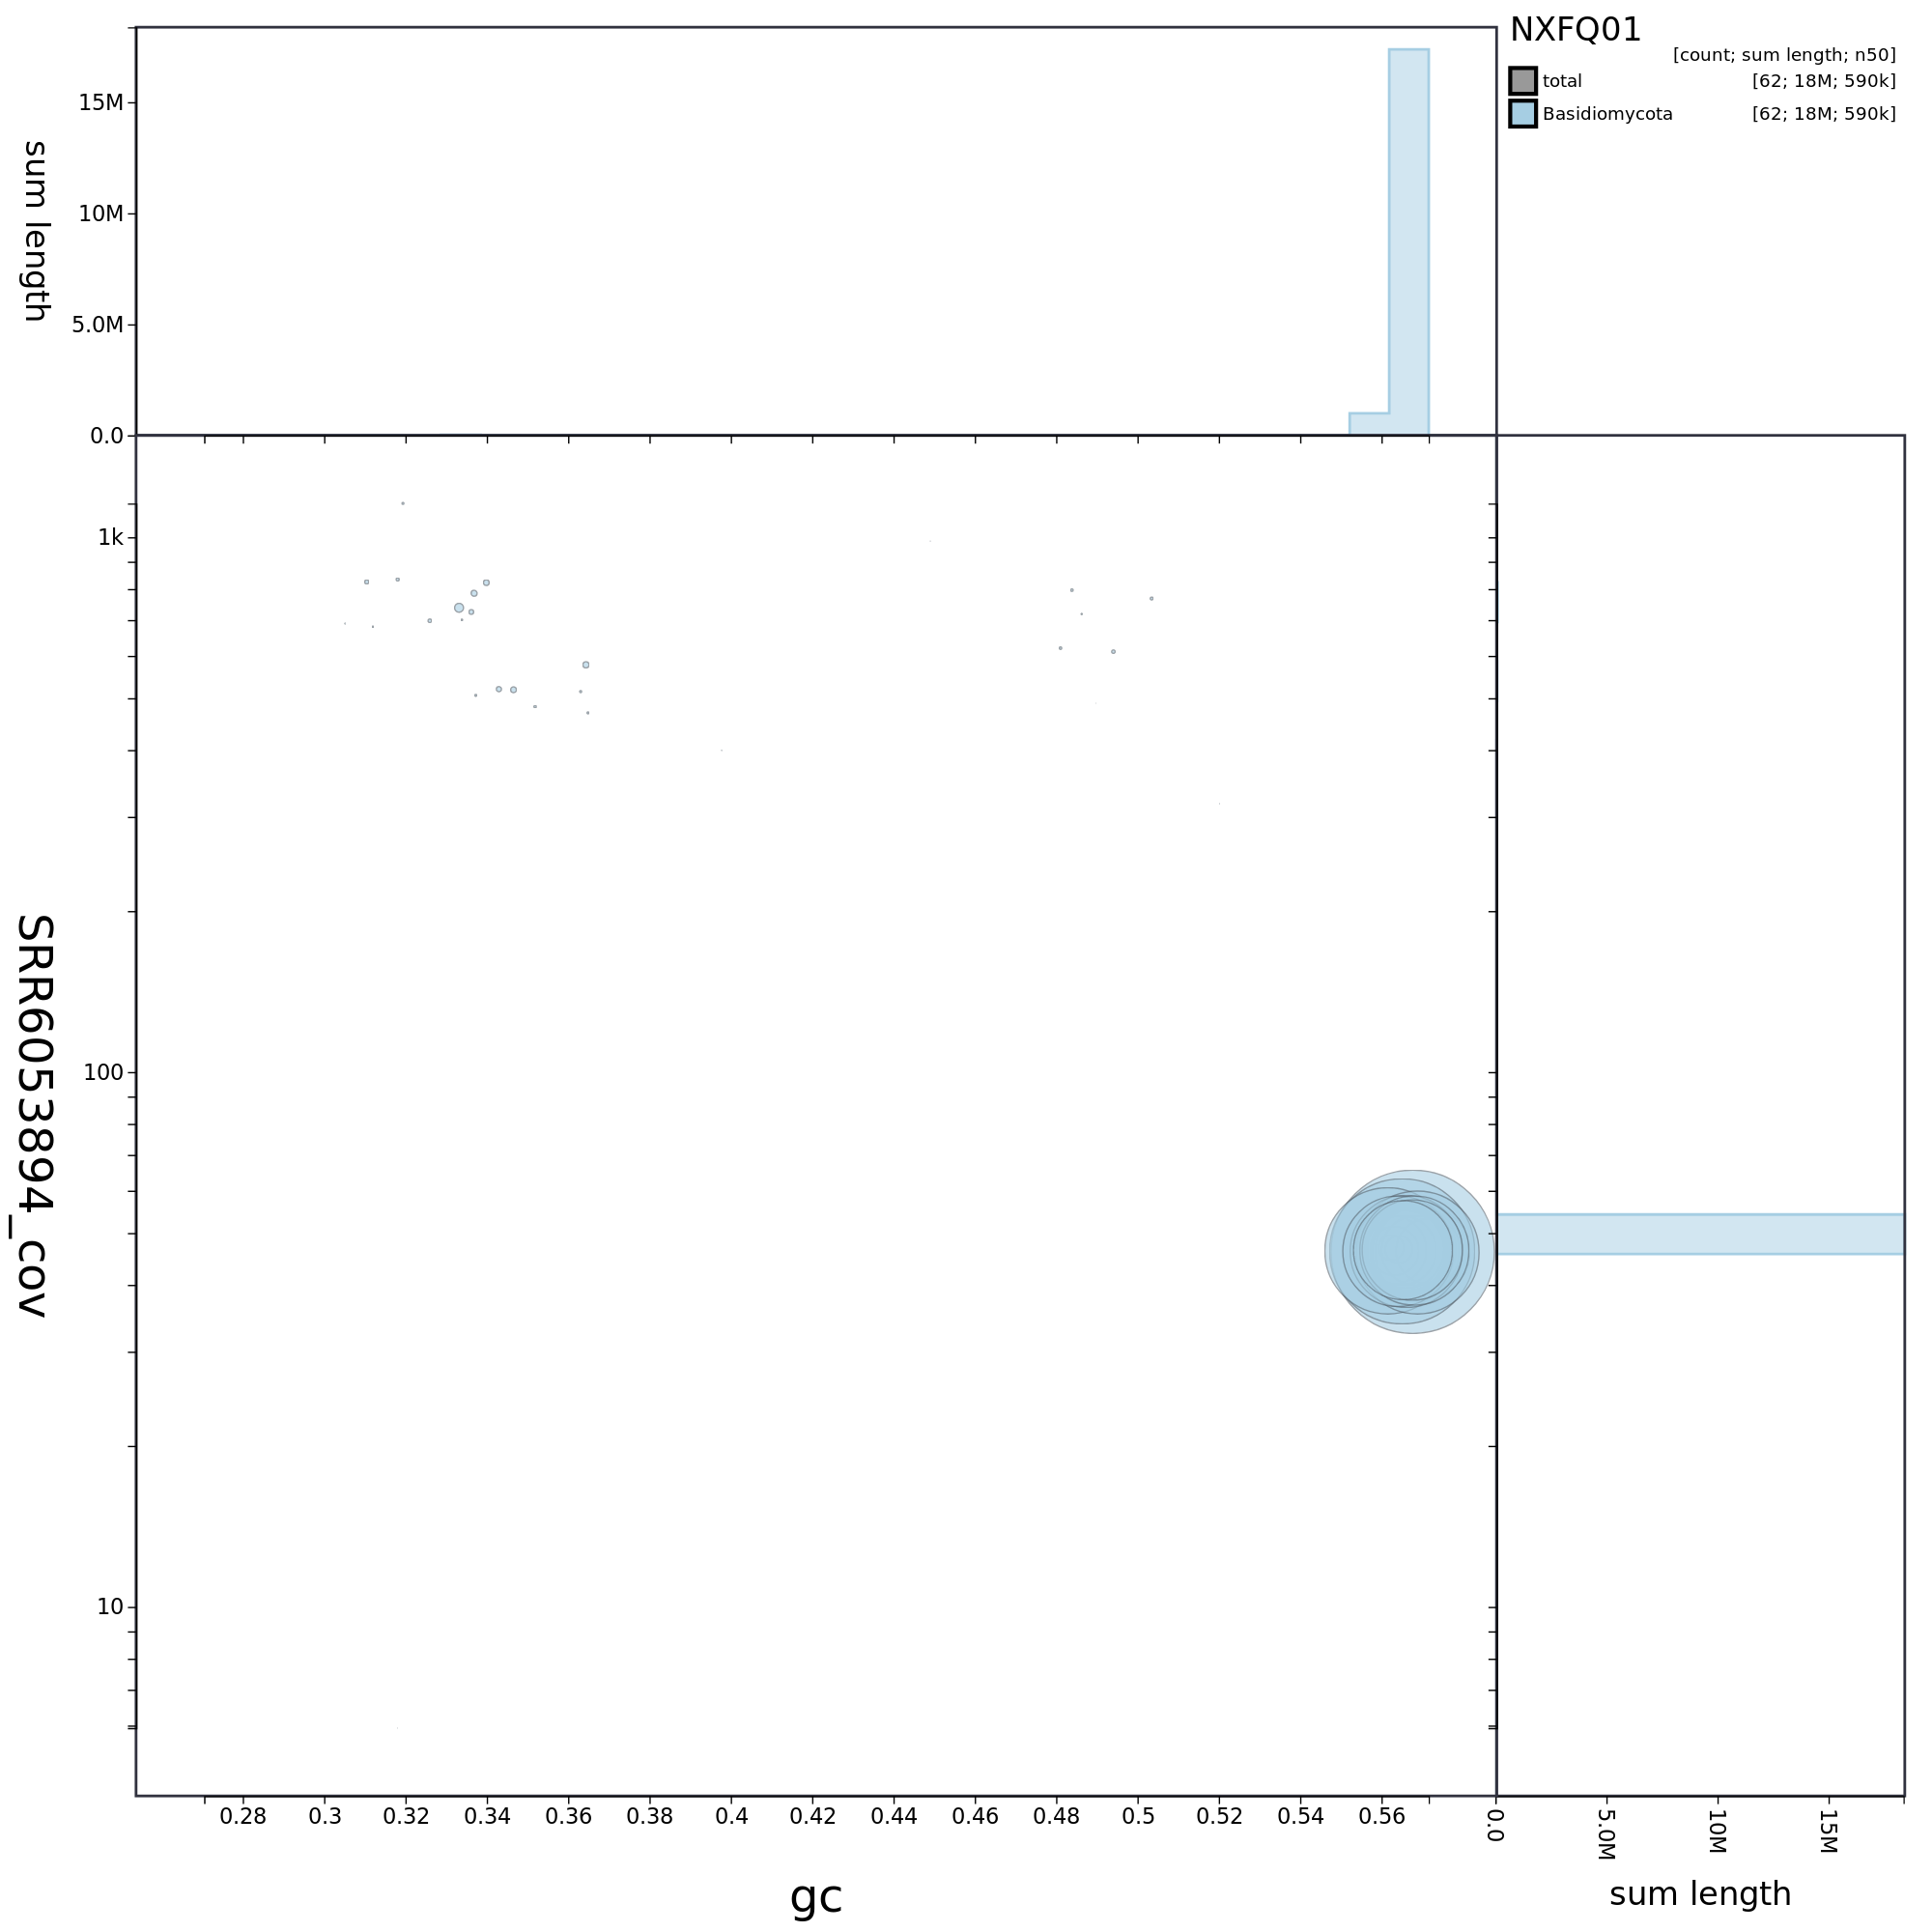 NXFQ01
[count; sum length; n50]
total [62; 18M; 590k]
Basidiomycota [62; 18M; 590k]
sum length
15M
10M
5.0M
0.0
SRR6053894_cov
1k
100
10
0.28 0.3 0.32 0.34 0.36 0.38 0.4 0.42 0.44 0.46 0.48 0.5 0.52 0.54 0.56
gc
0.0 5.0M 10M 15M
sum length